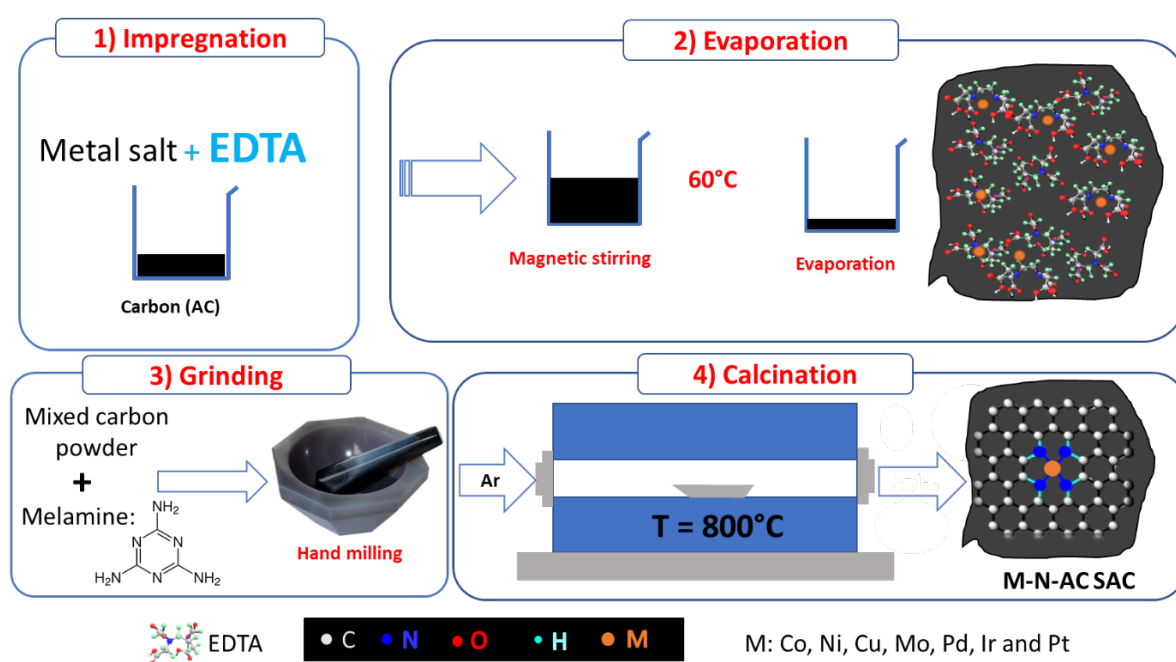 1) Impregnation
Metal salt + EDTA
Carbon (AC)
2) Evaporation
60°C
Magnetic stirring
Evaporation
3) Grinding
Mixed carbon
powder
+
Melamine:
NH₂
H₂N
N
N
N
NH₂
Hand milling
4) Calcination
Ar
T = 800°C
M-N-AC SAC
EDTA
C N O H M
M: Co, Ni, Cu, Mo, Pd, Ir and Pt